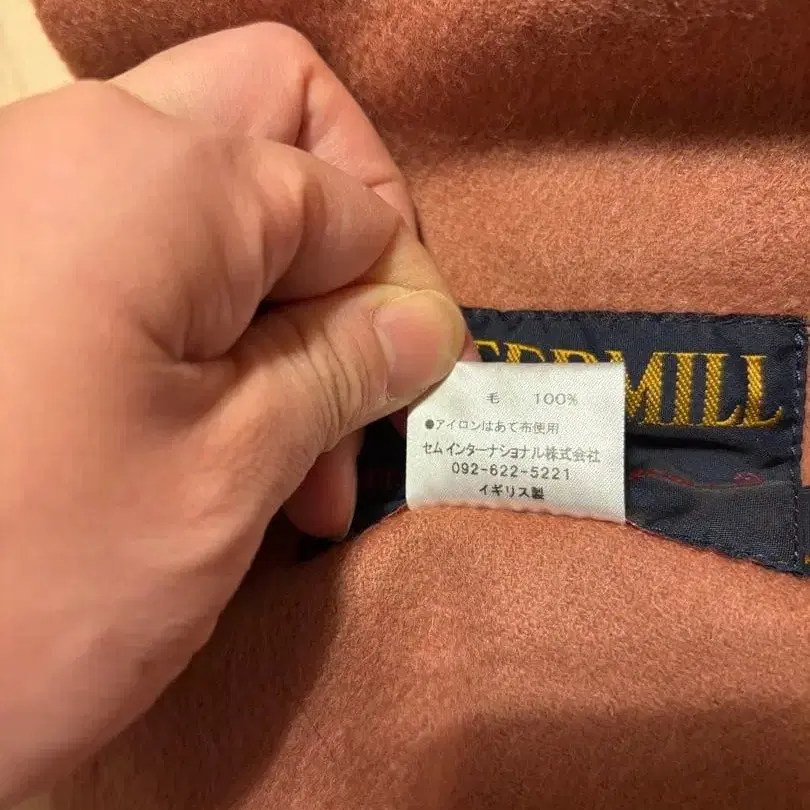 毛 100%
●アイロンはあて布使用
セムインターナショナル株式会社
092-622-5221
イギリス製